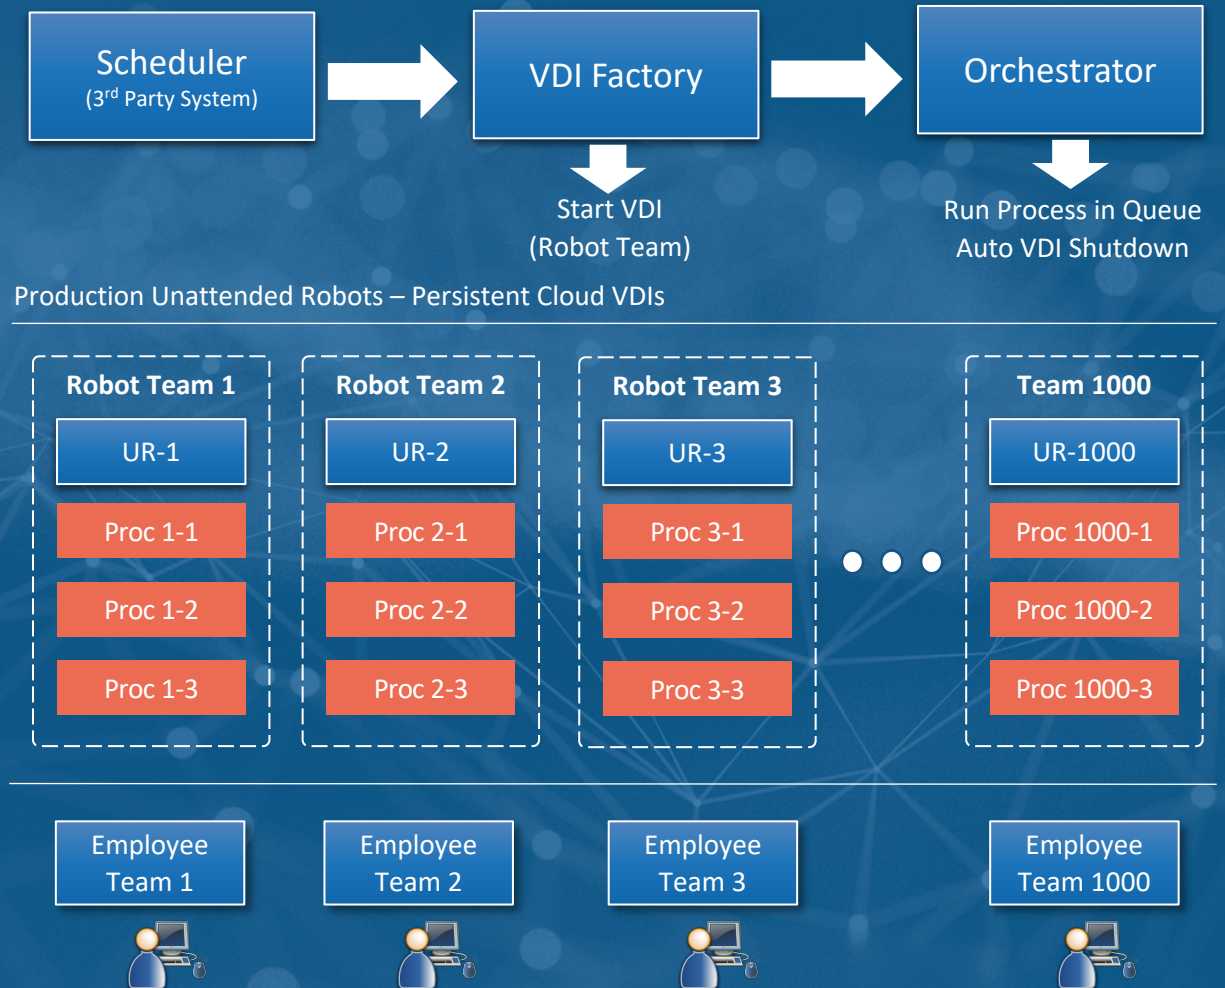 Scheduler
(3rd Party System)
VDI Factory
Orchestrator
Start VDI
(Robot Team)
Run Process in Queue
Auto VDI Shutdown
Production Unattended Robots – Persistent Cloud VDIs
Robot Team 1
UR-1
Proc 1-1
Proc 1-2
Proc 1-3
Robot Team 2
UR-2
Proc 2-1
Proc 2-2
Proc 2-3
Robot Team 3
UR-3
Proc 3-1
Proc 3-2
Proc 3-3
Team 1000
UR-1000
Proc 1000-1
Proc 1000-2
Proc 1000-3
Employee
Team 1
Employee
Team 2
Employee
Team 3
Employee
Team 1000